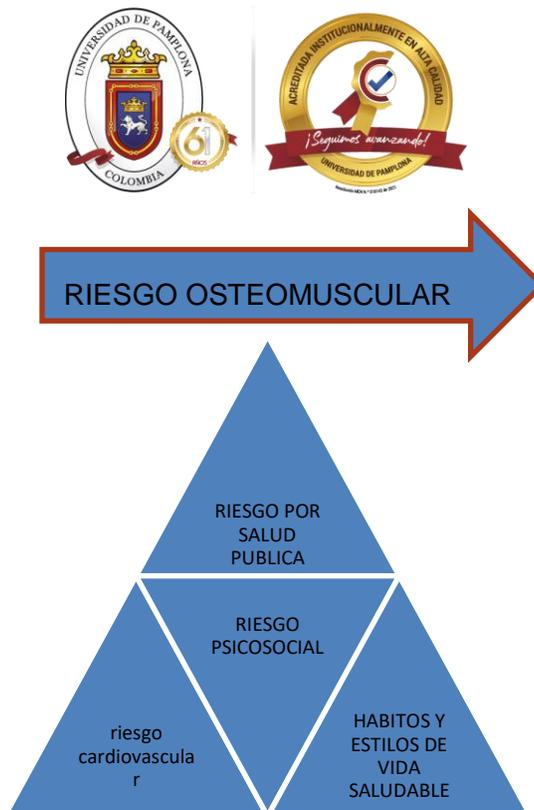 UNIVERSIDAD DE PAMPLONA
COLOMBIA
61
AÑOS
ACREDITADA INSTITUCIONALMENTE EN ALTA CALIDAD
¡Seguimos avanzando!
UNIVERSIDAD DE PAMPLONA
RIESGO OSTEOMUSCULAR
RIESGO POR
SALUD
PUBLICA
RIESGO
PSICOSOCIAL
riesgo
cardiovascula
r
HABITOS Y
ESTILOS DE
VIDA
SALUDABLE